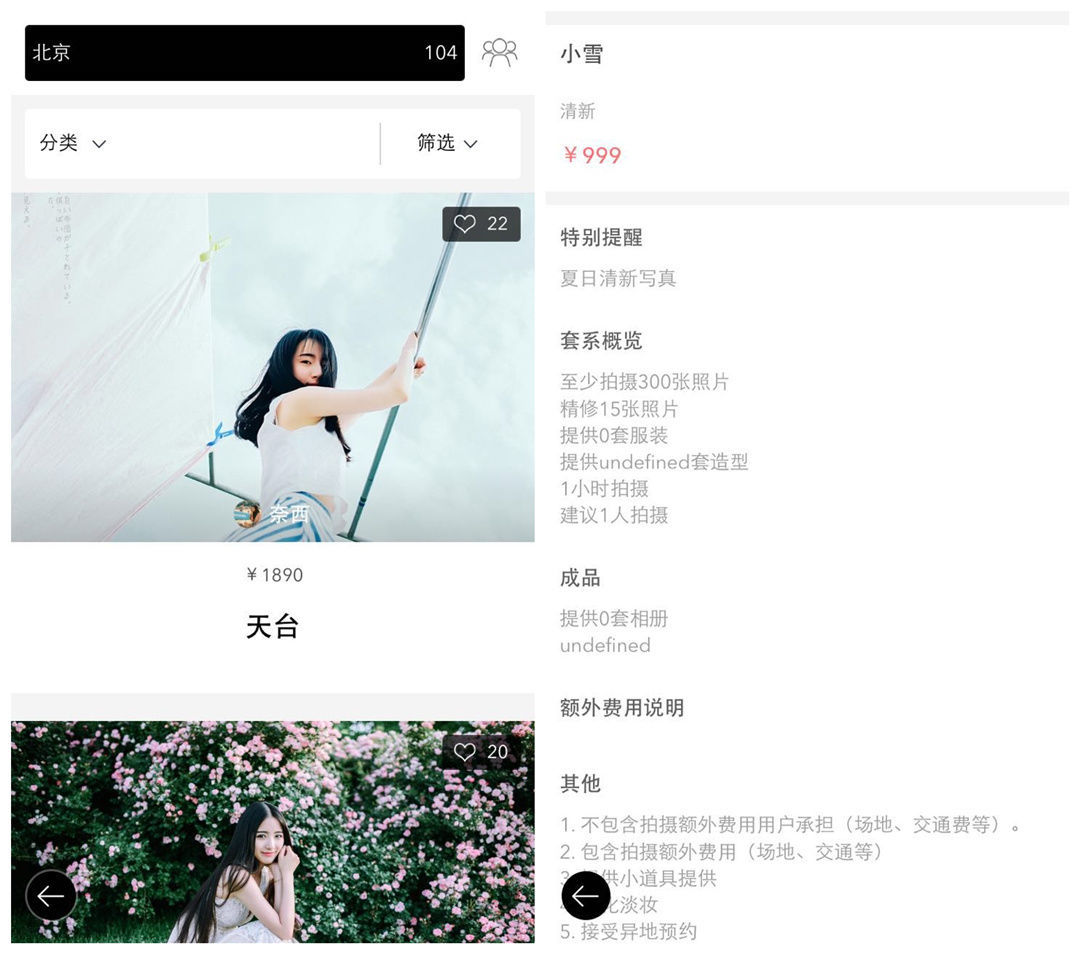 北京
104
分类
筛选
22
奈西
¥1890
天台
20
小雪
清新
¥999
特别提醒
夏日清新写真
套系概览
至少拍摄300张照片
精修15张照片
提供0套服装
提供undefined套造型
1小时拍摄
建议1人拍摄
成品
提供0套相册
undefined
额外费用说明
其他
1. 不包含拍摄额外费用用户承担（场地、交通费等）。
2. 包含拍摄额外费用（场地、交通等）
供小道具提供
淡妆
5. 接受异地预约